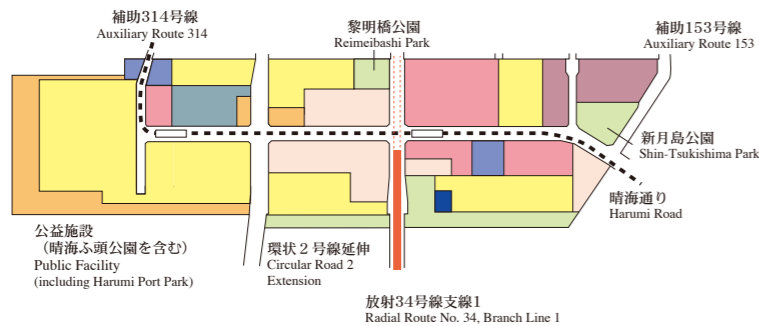 補助314号線
Auxiliary Route 314
黎明橋公園
Reimeibashi Park
補助153号線
Auxiliary Route 153
新月島公園
Shin-Tsukishima Park
晴海通り
Harumi Road
公益施設
（晴海ふ頭公園を含む）
Public Facility
(including Harumi Port Park)
環状２号線延伸
Circular Road 2
Extension
放射34号線支線1
Radial Route No. 34, Branch Line 1